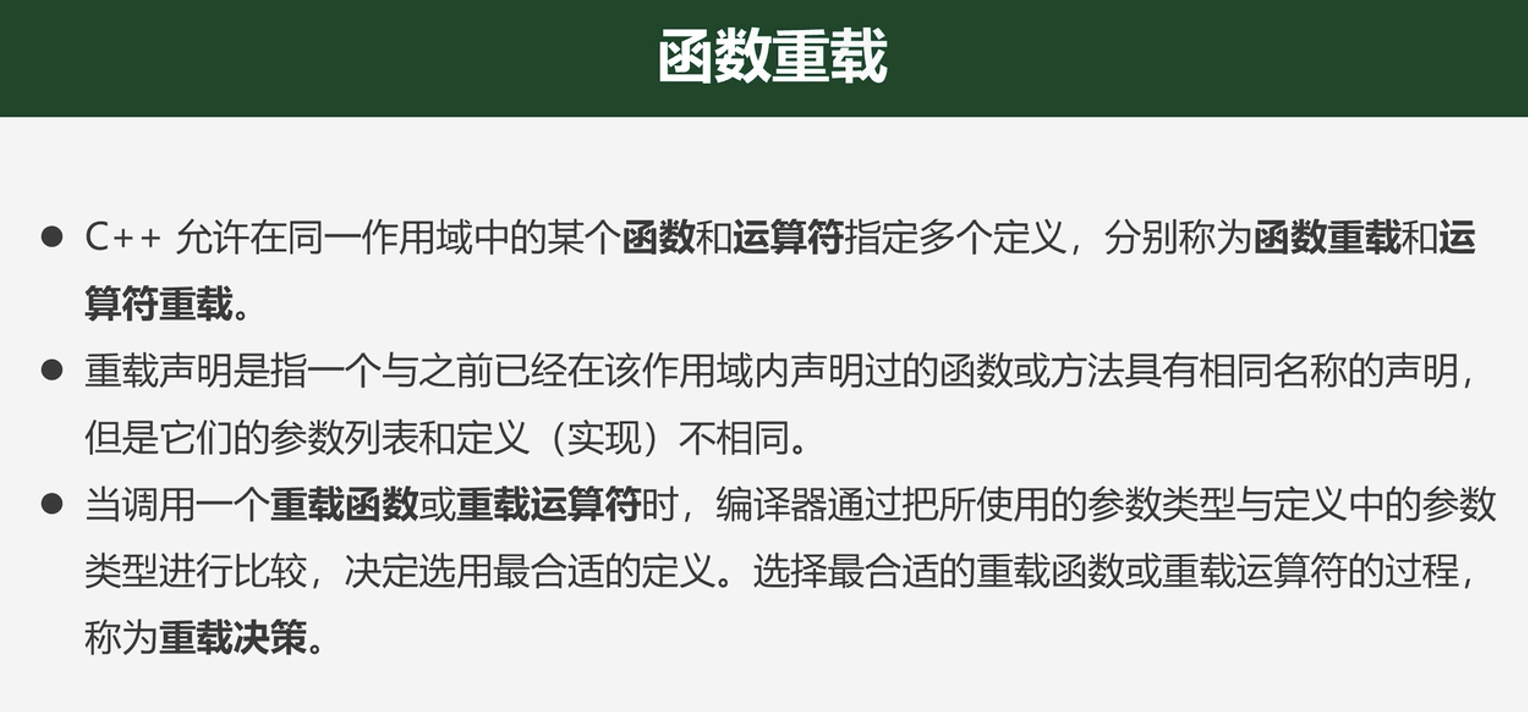 函数重载
● C++ 允许在同一作用域中的某个函数和运算符指定多个定义，分别称为函数重载和运
算符重载。
● 重载声明是指一个与之前已经在该作用域内声明过的函数或方法具有相同名称的声明，
但是它们的参数列表和定义（实现）不相同。
● 当调用一个重载函数或重载运算符时，编译器通过把所使用的参数类型与定义中的参数
类型进行比较，决定选用最合适的定义。选择最合适的重载函数或重载运算符的过程，
称为重载决策。